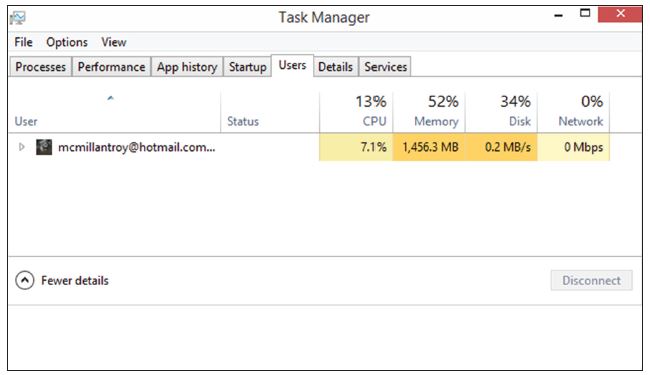 Task Manager
File Options View
Processes Performance App history Startup Users Details Services
13% 52% 34% 0%
User Status CPU Memory Disk Network
mcmillantroy@hotmail.com... 7.1% 1,456.3 MB 0.2 MB/s 0 Mbps
Fewer details Disconnect